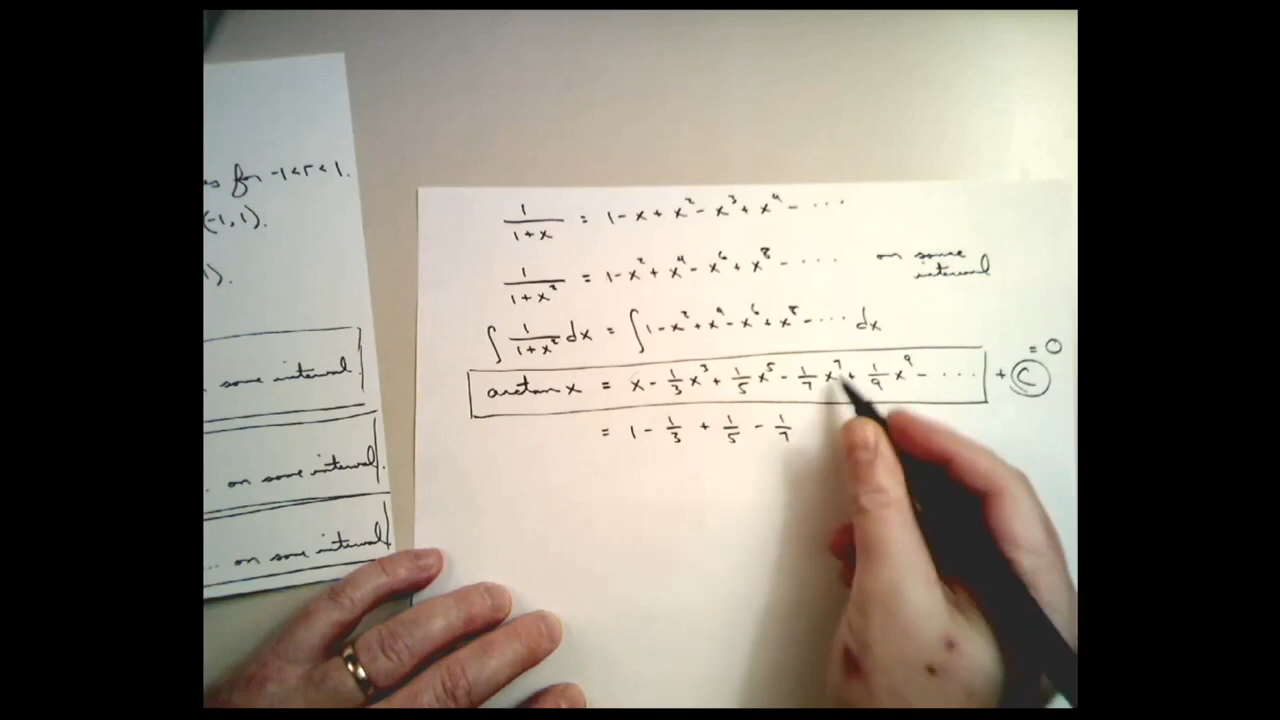 for -1<r<1.
(-1,1).
1).
some interval
.. on some interval.
... on some interval.
1/(1+x) = 1-x+x²-x³+x⁴-....
1/(1+x²) = 1-x²+x⁴-x⁶+x⁸-.... on some interval
∫ 1/(1+x²) dx = ∫ 1-x²+x⁴-x⁶+x⁸-.... dx
arctan x = x - 1/3 x³ + 1/5 x⁵ - 1/7 x⁷ + 1/9 x⁹ - .... + C = 0
= 1 - 1/3 + 1/5 - 1/7